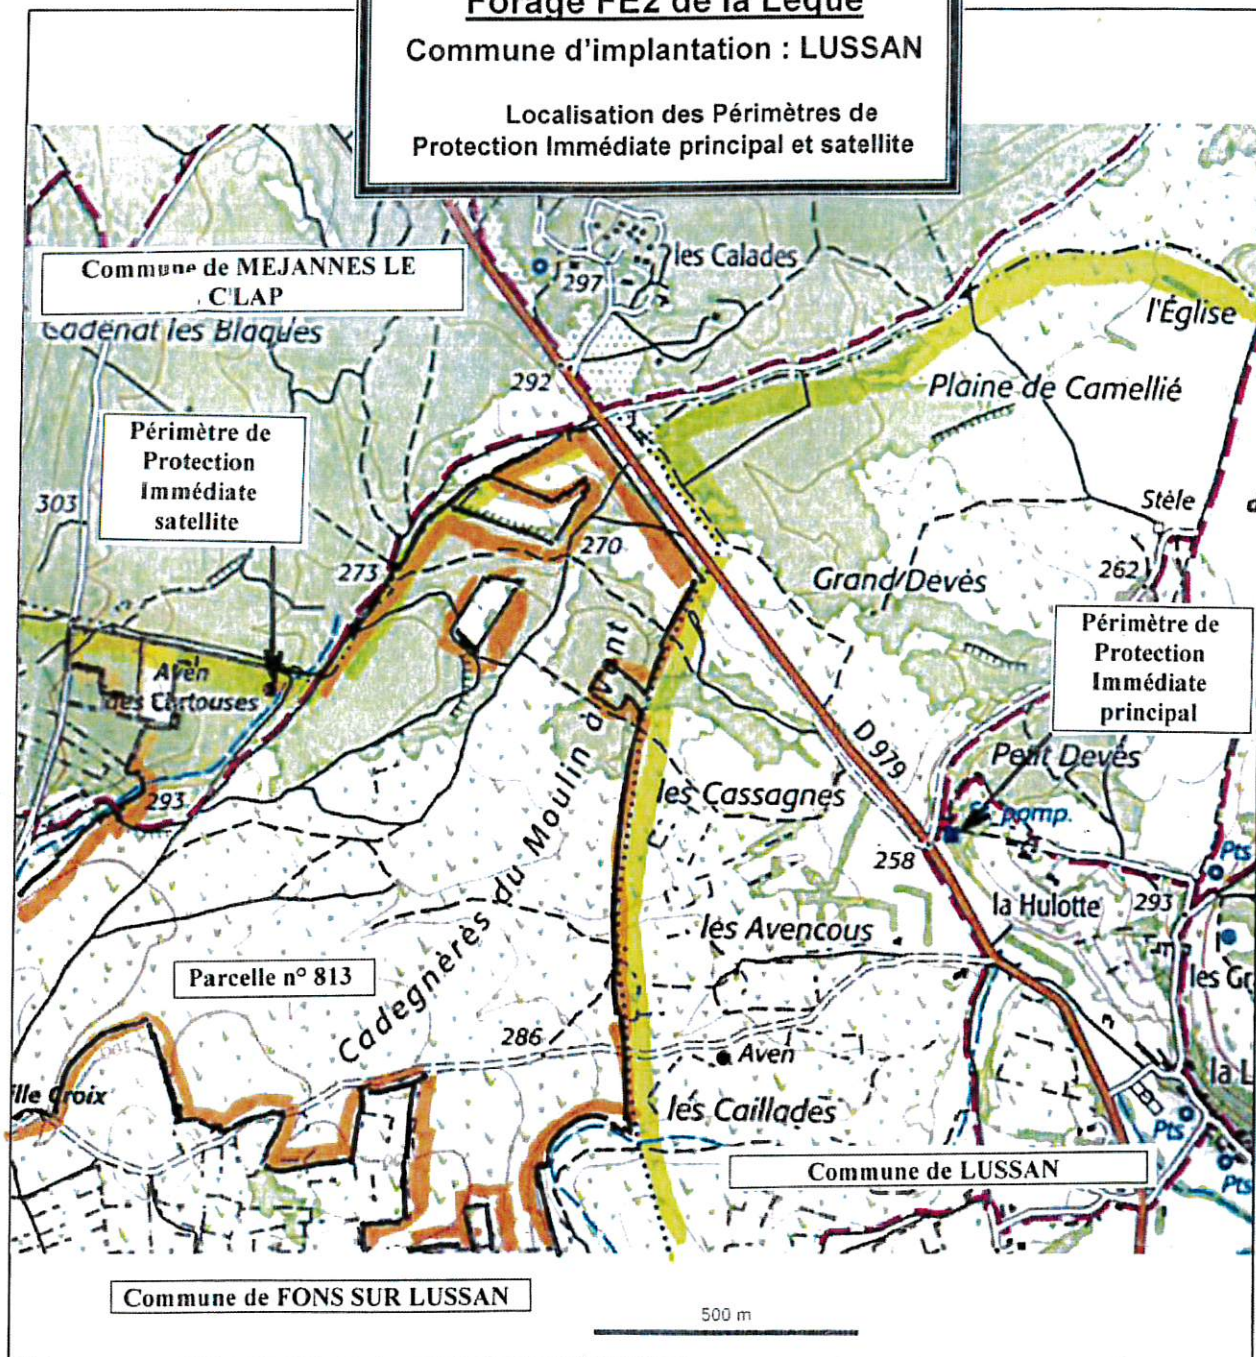 Forage FE2 de la Lèque
Commune d'implantation : LUSSAN
Localisation des Périmètres de
Protection Immédiate principal et satellite
Commune de MEJANNES LE
CLAP
Cadenat les Blaques
les Calades
297
292
l'Église
Plaine de Camellié
Périmètre de
Protection
Immédiate
satellite
303
273
270
Stèle
262
Grand Devès
Périmètre de
Protection
Immédiate
principal
Aven
des Cartouses
293
D 979
Petit Devès
les Cassagnes
St pomp.
258
Pts
la Hulotte
293
les Avencous
Cadegnères du Moulin à Vent
Parcelle n° 813
286
Aven
les Caillades
Pts
Pts
Commune de LUSSAN
Commune de FONS SUR LUSSAN
500 m